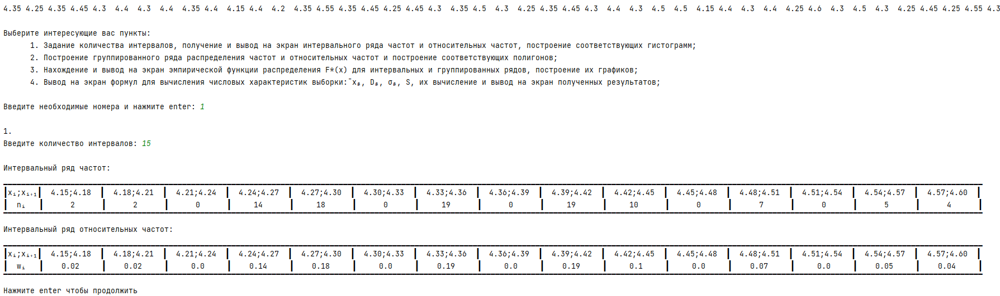 4.35 4.25 4.35 4.45 4.3 4.4 4.3 4.4 4.35 4.4 4.15 4.4 4.2 4.35 4.55 4.35 4.45 4.25 4.45 4.3 4.35 4.5 4.3 4.25 4.35 4.45 4.3 4.4 4.3 4.5 4.5 4.15 4.4 4.3 4.4 4.25 4.6 4.3 4.5 4.3 4.25 4.45 4.25 4.55 4.3
Выберите интересующие вас пункты:
1. Задание количества интервалов, получение и вывод на экран интервального ряда частот и относительных частот, построение соответствующих гистограмм;
2. Построение группированного ряда распределения частот и относительных частот и построение соответствующих полигонов;
3. Нахождение и вывод на экран эмпирической функции распределения F*(x) для интервальных и группированных рядов, построение их графиков;
4. Вывод на экран формул для вычисления числовых характеристик выборки:¯xᵦ, Dᵦ, σᵦ, S, их вычисление и вывод на экран полученных результатов;
Введите необходимые номера и нажмите enter: 1
1.
Введите количество интервалов: 15
Интервальный ряд частот:
|xᵢ;xᵢ₊₁| 4.15;4.18 | 4.18;4.21 | 4.21;4.24 | 4.24;4.27 | 4.27;4.30 | 4.30;4.33 | 4.33;4.36 | 4.36;4.39 | 4.39;4.42 | 4.42;4.45 | 4.45;4.48 | 4.48;4.51 | 4.51;4.54 | 4.54;4.57 | 4.57;4.60 |
| nᵢ | 2 | 2 | 0 | 14 | 18 | 0 | 19 | 0 | 19 | 10 | 0 | 7 | 0 | 5 | 4 |
Интервальный ряд относительных частот:
|xᵢ;xᵢ₊₁| 4.15;4.18 | 4.18;4.21 | 4.21;4.24 | 4.24;4.27 | 4.27;4.30 | 4.30;4.33 | 4.33;4.36 | 4.36;4.39 | 4.39;4.42 | 4.42;4.45 | 4.45;4.48 | 4.48;4.51 | 4.51;4.54 | 4.54;4.57 | 4.57;4.60 |
| wᵢ | 0.02 | 0.02 | 0.0 | 0.14 | 0.18 | 0.0 | 0.19 | 0.0 | 0.19 | 0.1 | 0.0 | 0.07 | 0.0 | 0.05 | 0.04 |
Нажмите enter чтобы продолжить